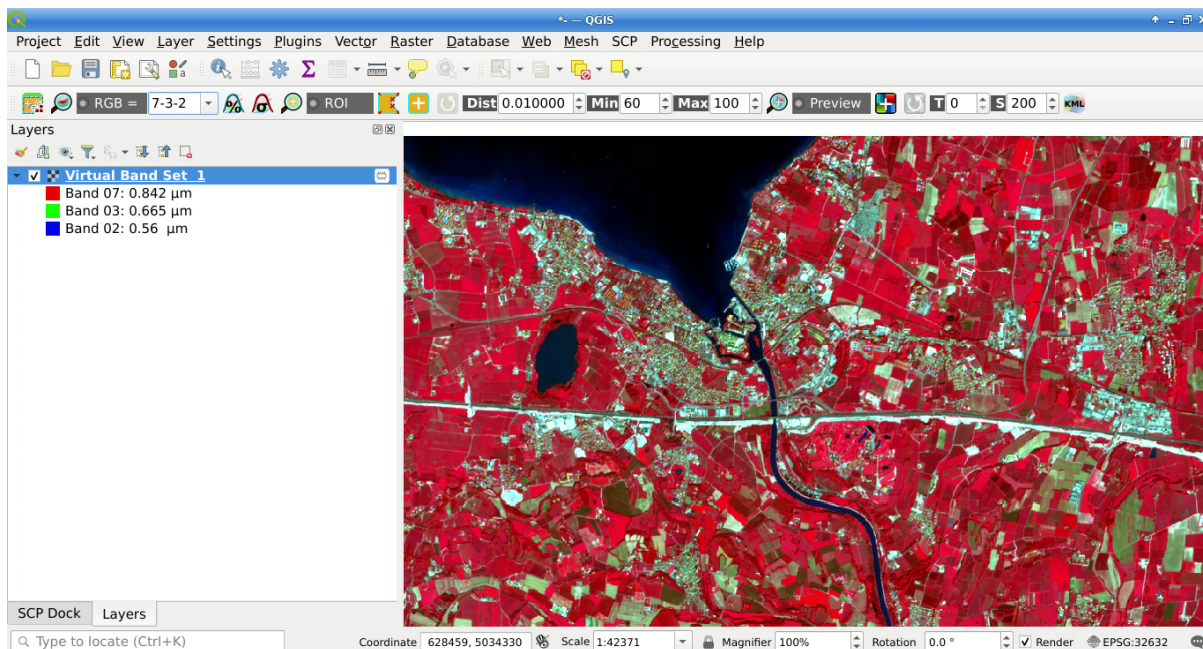 *- — QGIS
Project Edit View Layer Settings Plugins Vector Raster Database Web Mesh SCP Processing Help
RGB = 7-3-2 ROI Dist 0.010000 Min 60 Max 100 Preview T 0 S 200 KML
Layers
Virtual Band Set 1
Band 07: 0.842 µm
Band 03: 0.665 µm
Band 02: 0.56 µm
SCP Dock Layers
Type to locate (Ctrl+K) Coordinate 628459, 5034330 Scale 1:42371 Magnifier 100% Rotation 0.0 ° Render EPSG:32632